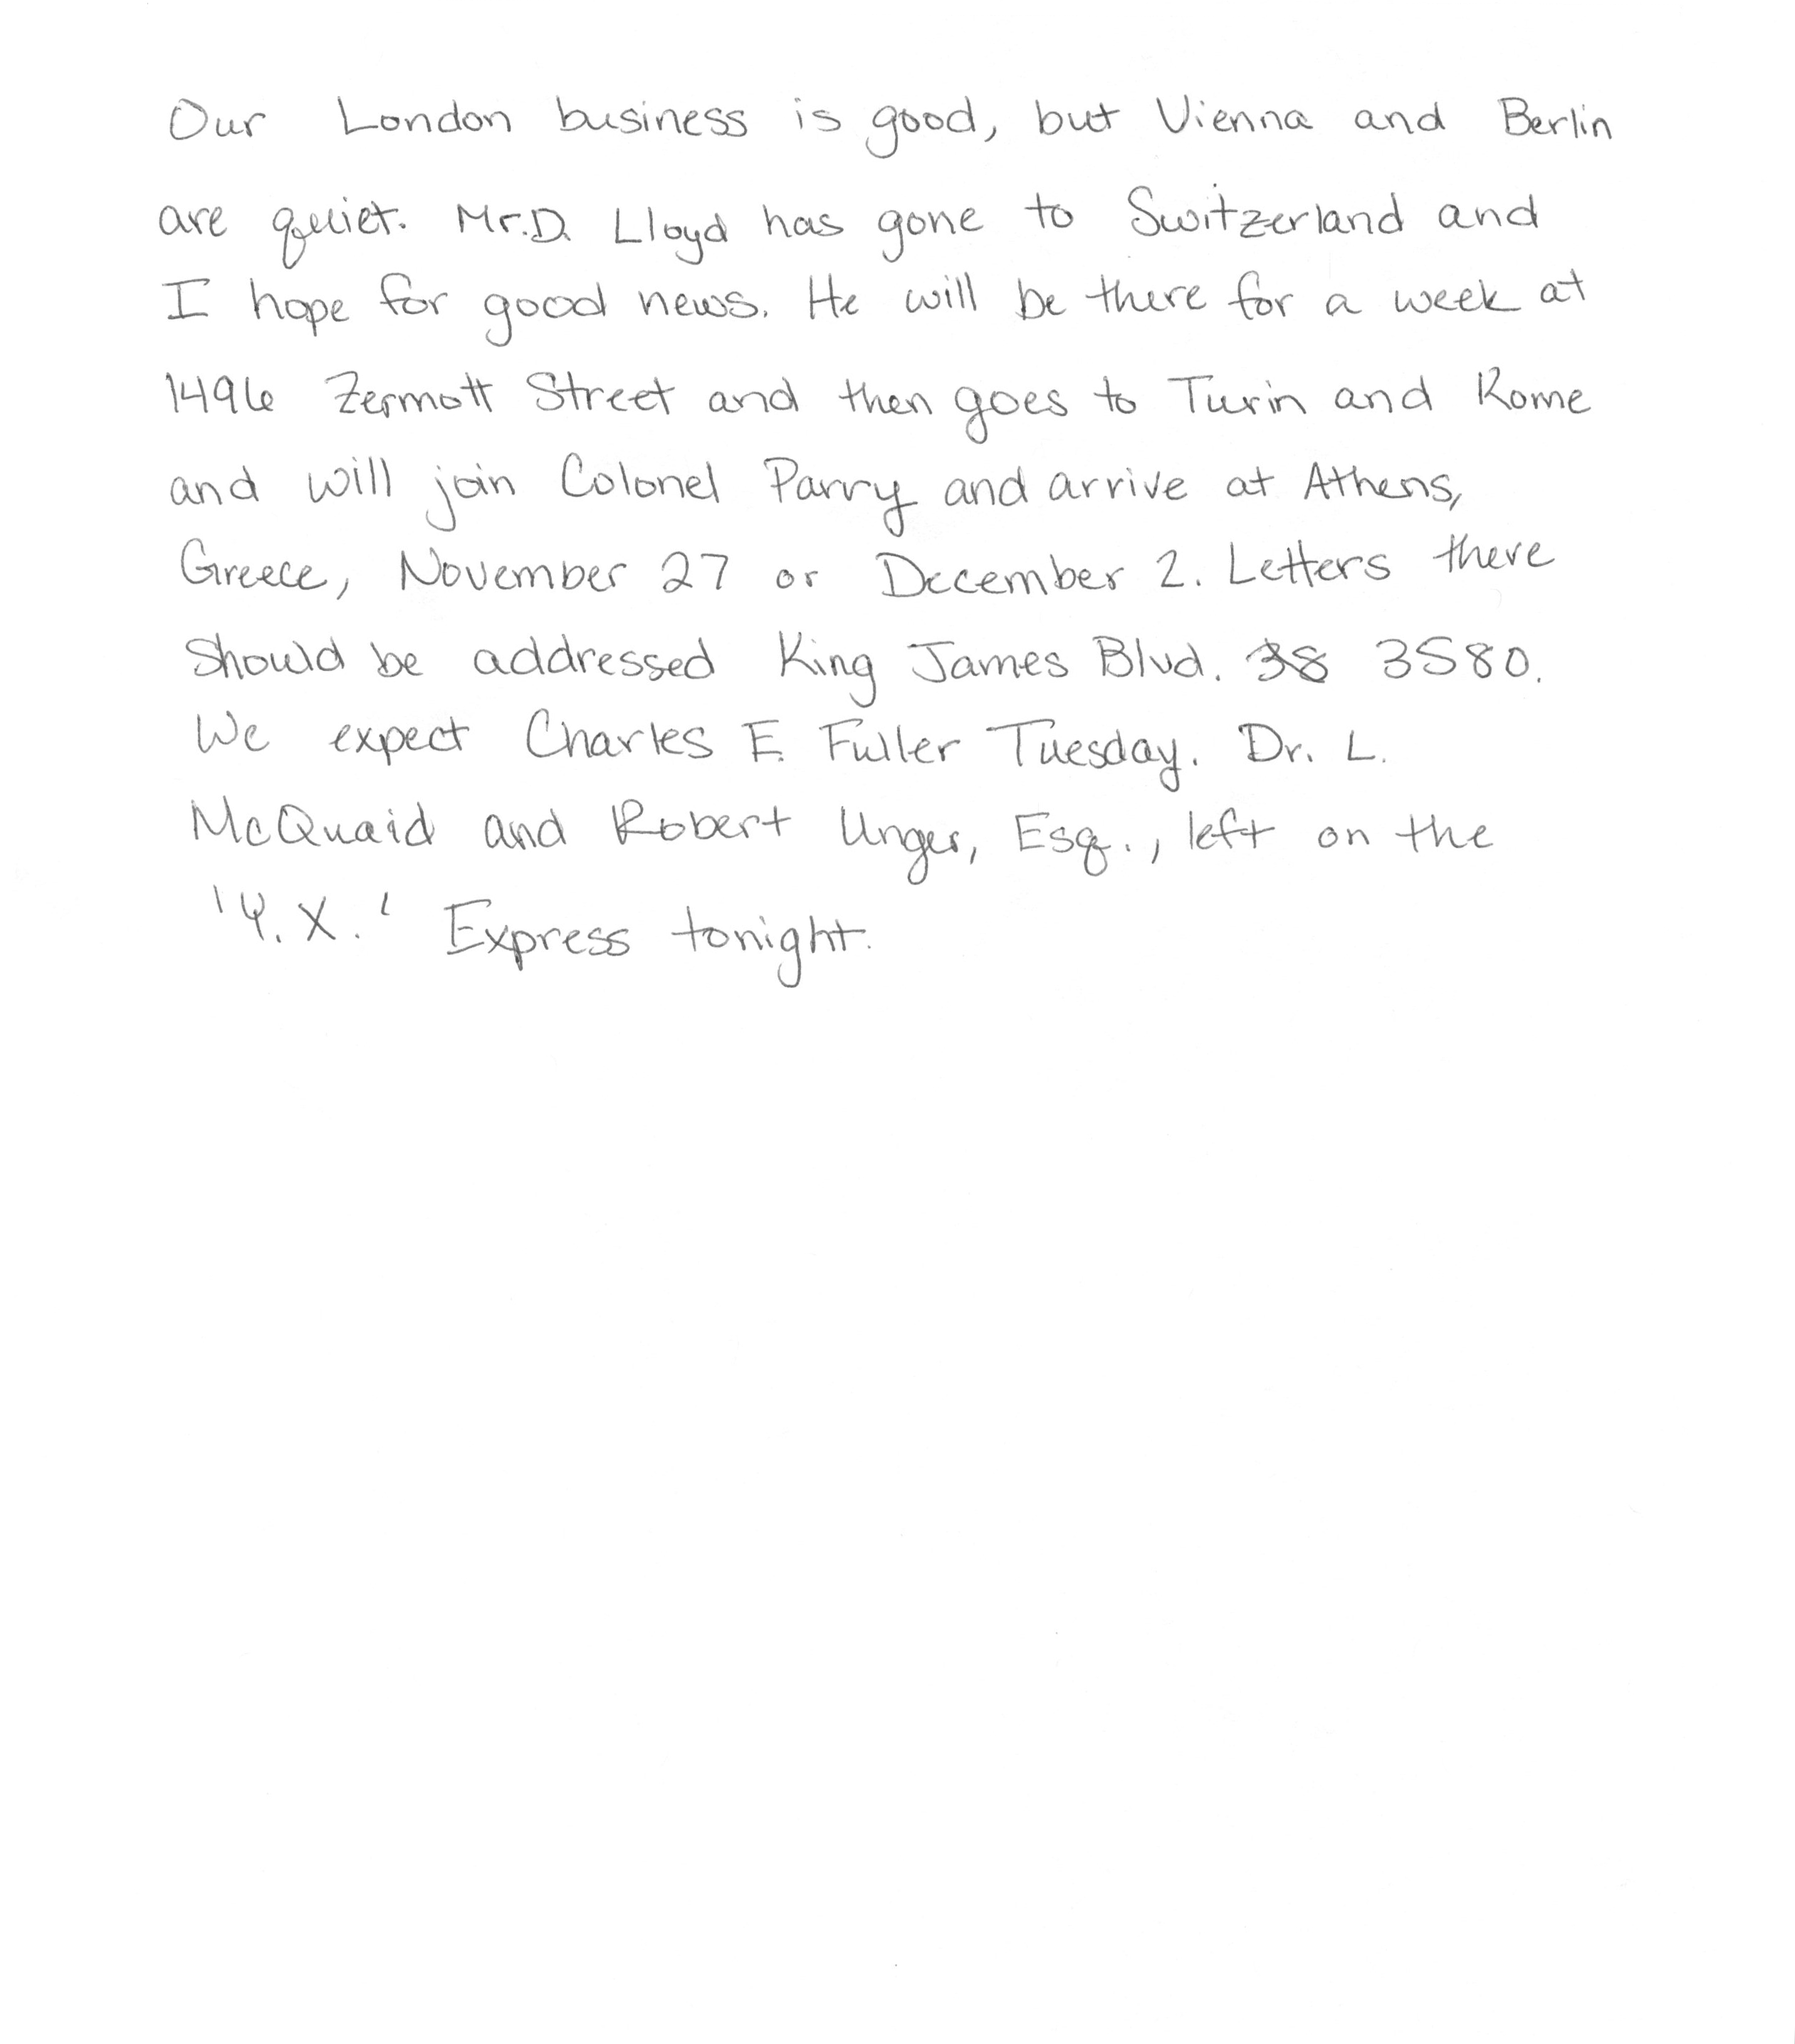 Our London business is good, but Vienna and Berlin
are quiet. Mr. D. Lloyd has gone to Switzerland and
I hope for good news. He will be there for a week at
1496 Zermott Street and then goes to Turin and Rome
and will join Colonel Parry and arrive at Athens,
Greece, November 27 or December 2. Letters there
should be addressed King James Blvd. 3580.
We expect Charles E. Fuller Tuesday. Dr. L.
McQuaid and Robert Unger, Esq., left on the
'Y.X.' Express tonight.